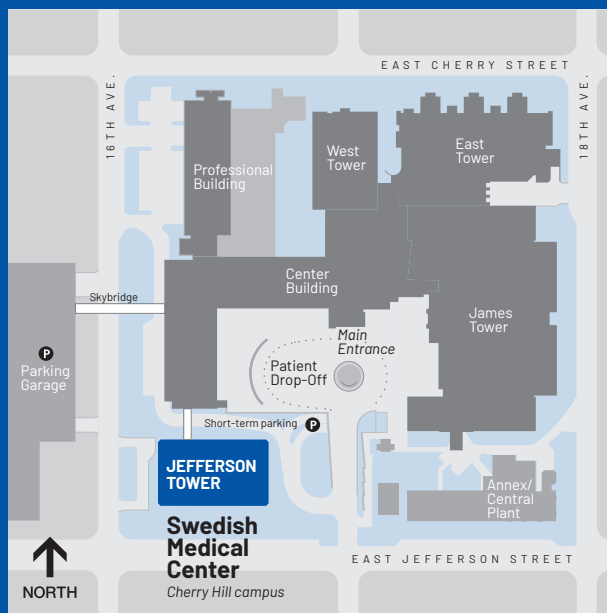 EAST CHERRY STREET
16TH AVE.
18TH AVE.
Professional
Building
West
Tower
East
Tower
Center
Building
Skybridge
James
Tower
Main
Entrance
P
Parking
Garage
Patient
Drop-Off
Short-term parking
P
JEFFERSON
TOWER
Annex/
Central
Plant
Swedish
Medical
Center
Cherry Hill campus
EAST JEFFERSON STREET
NORTH